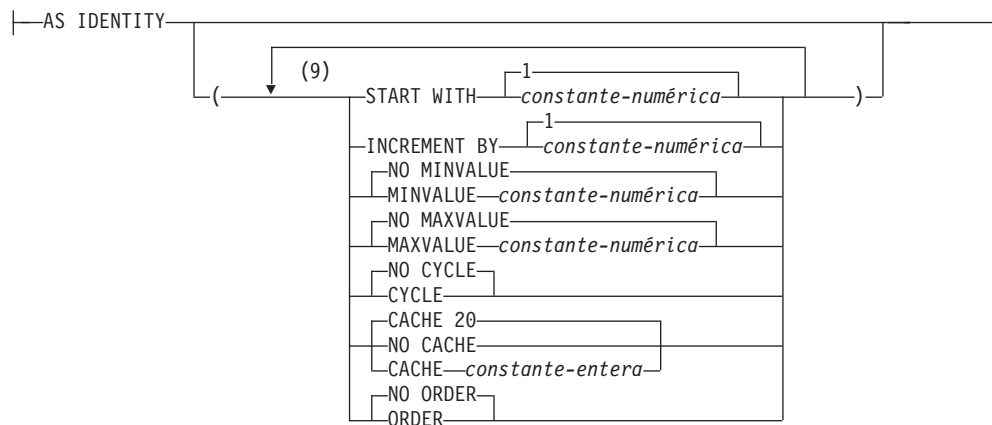 AS IDENTITY
(9)
1
( START WITH constante-numérica )
1
INCREMENT BY constante-numérica
NO MINVALUE
MINVALUE constante-numérica
NO MAXVALUE
MAXVALUE constante-numérica
NO CYCLE
CYCLE
CACHE 20
NO CACHE
CACHE constante-entera
NO ORDER
ORDER